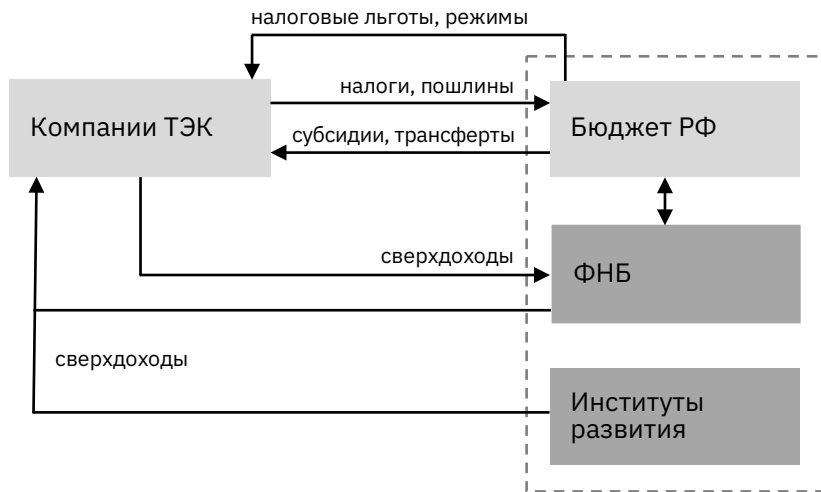 налоговые льготы, режимы
налоги, пошлины
Компании ТЭК
Бюджет РФ
субсидии, трансферты
сверхдоходы
ФНБ
сверхдоходы
Институты
развития